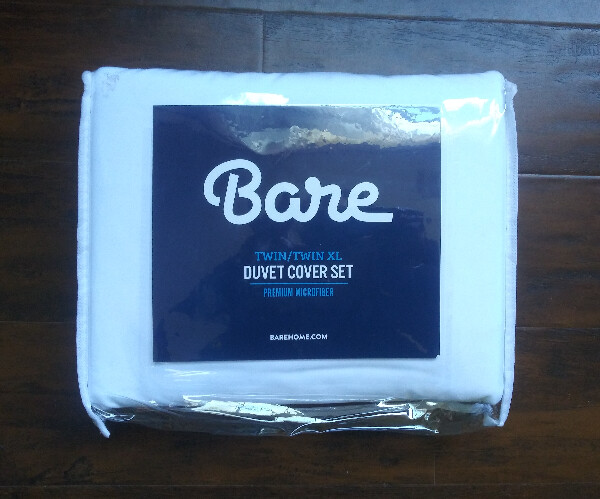 Bare
TWIN/TWIN XL
DUVET COVER SET
PREMIUM MICROFIBER
BAREHOME.COM